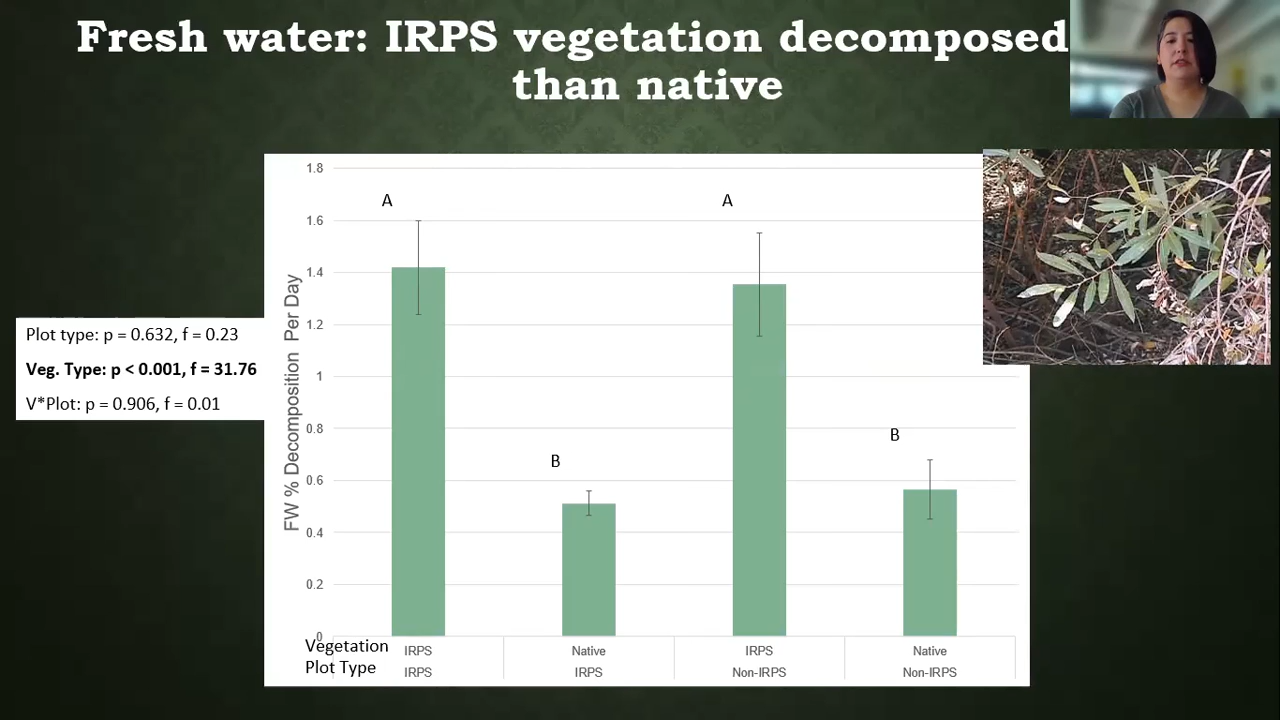 Fresh water: IRPS vegetation decomposed
than native
1.8
1.6
1.4
1.2
1
0.8
0.6
0.4
0.2
0
FW % Decomposition Per Day
A
B
A
B
Plot type: p = 0.632, f = 0.23
Veg. Type: p < 0.001, f = 31.76
V*Plot: p = 0.906, f = 0.01
Vegetation IRPS Native IRPS Native
Plot Type IRPS IRPS Non-IRPS Non-IRPS